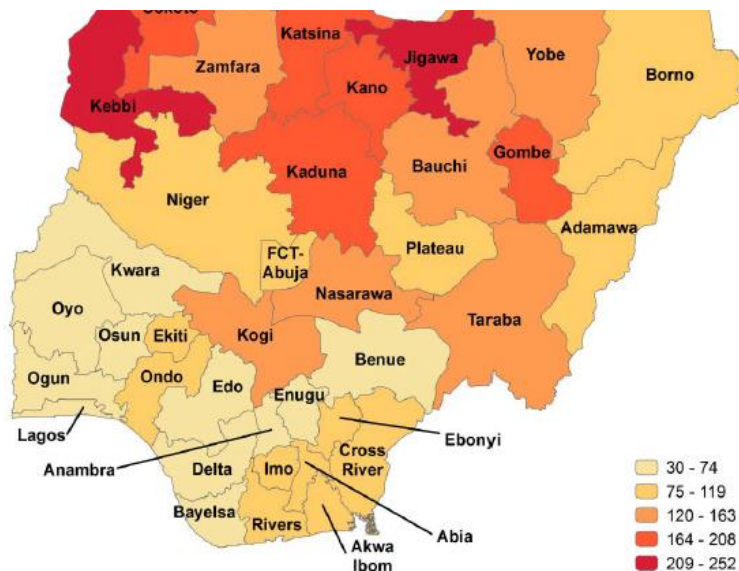 Katsina
Jigawa
Yobe
Zamfara
Borno
Kano
Kebbi
Gombe
Kaduna
Bauchi
Niger
Adamawa
Plateau
FCT-
Abuja
Kwara
Nasarawa
Oyo
Taraba
Osun
Ekiti
Kogi
Benue
Ogun
Ondo
Edo
Enugu
Lagos
Ebonyi
Anambra
Cross
River
Delta
Imo
Bayelsa
Rivers
Abia
Akwa
Ibom
30 - 74
75 - 119
120 - 163
164 - 208
209 - 252